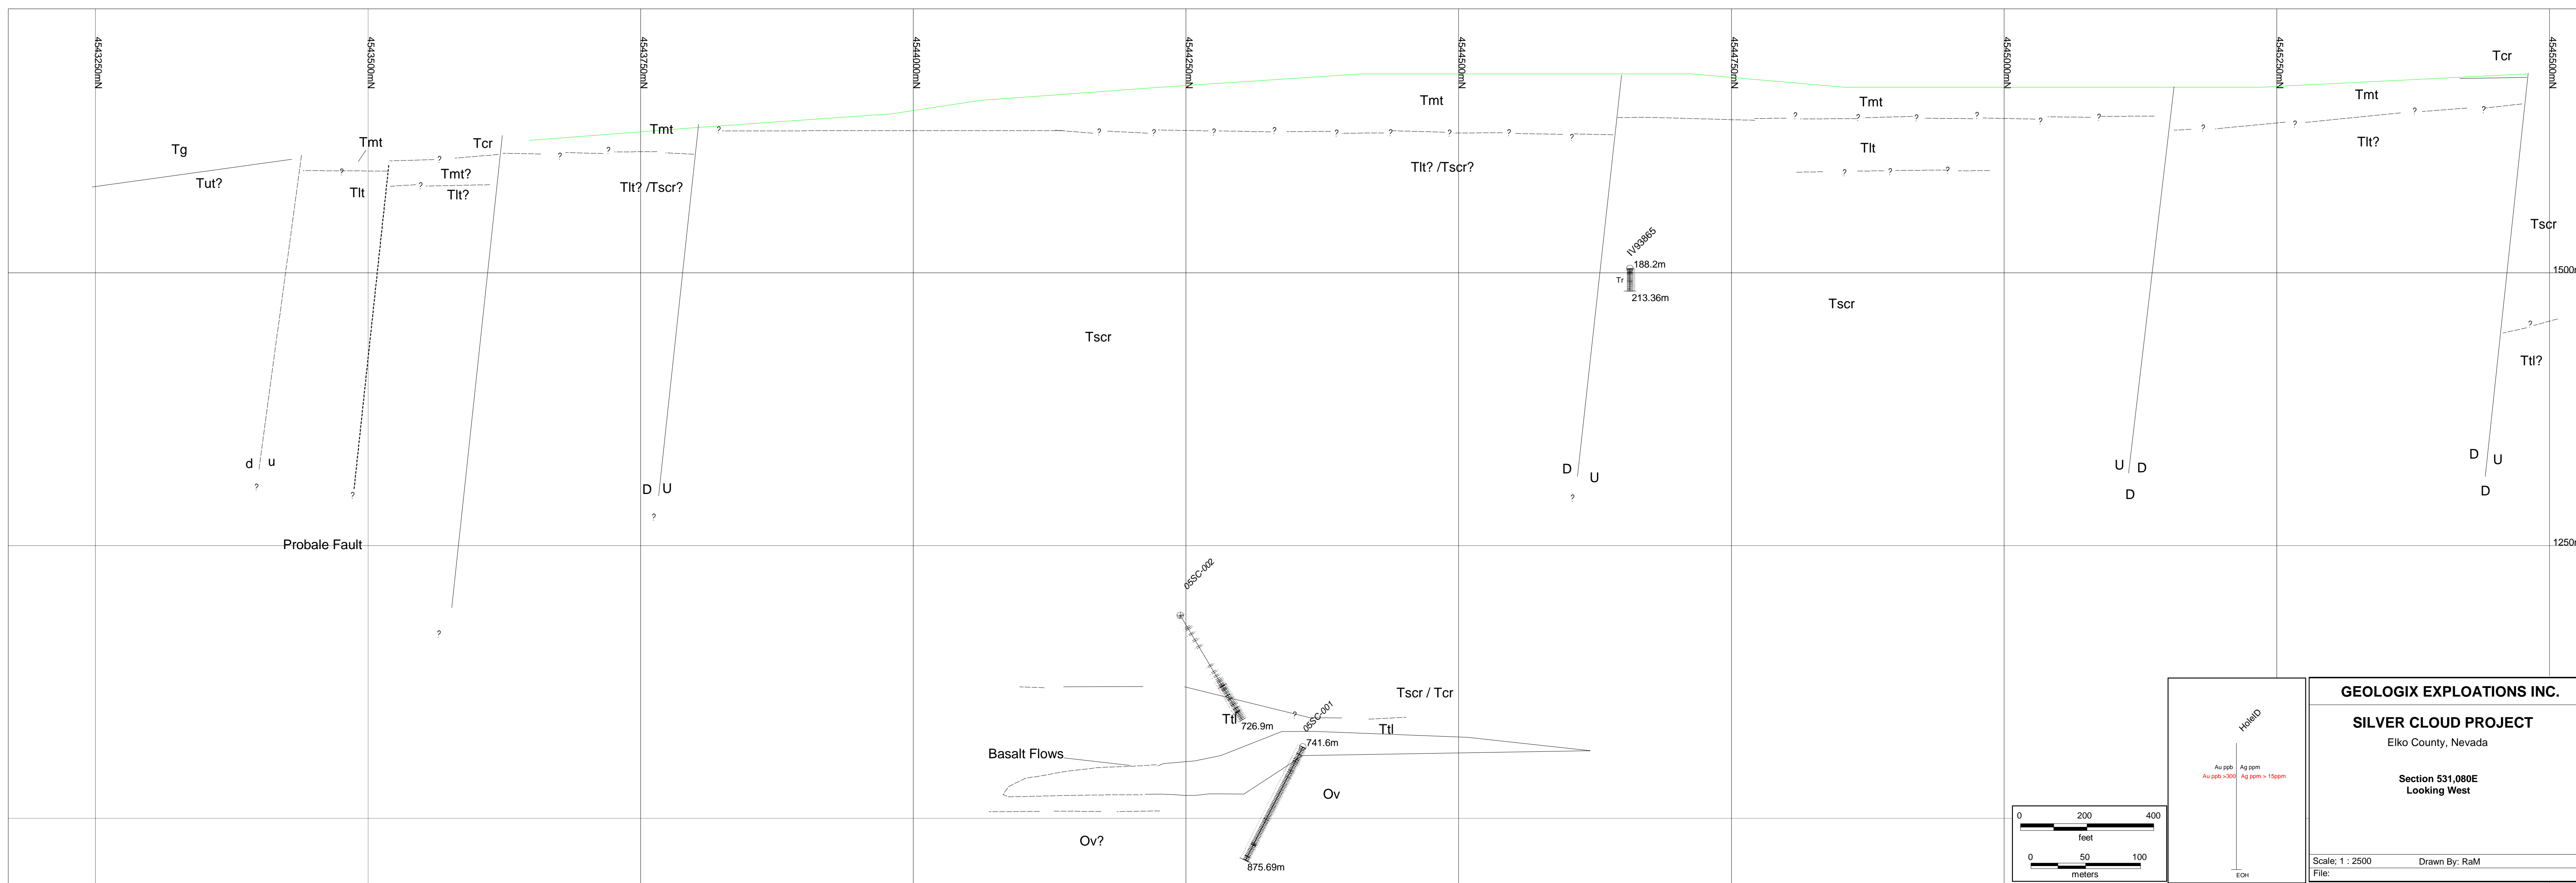 4543250mN
4543500mN
4543750mN
4544000mN
4544250mN
4544500mN
4544750mN
4545000mN
4545250mN
4545500mN
Tcr
Tmt
Tmt
Tmt
Tmt
Tmt
Tcr
Tg
Tut?
Tlt
Tmt?
Tlt?
Tlt? /Tscr?
Tlt? /Tscr?
Tlt
Tlt?
Tscr
IV93865
188.2m
Tr
213.36m
1500
Tscr
Tscr
Ttl?
d u
?
?
D U
?
D U
?
U D
D
D U
D
Probale Fault
1250
?
05SC-002
Tscr / Tcr
?
05SC-001
Ttl
726.9m
Ttl
741.6m
Basalt Flows
Ov
Ov?
875.69m
0 200 400
feet
0 50 100
meters
HoleID
Au ppb Ag ppm
Au ppb >300 Ag ppm > 15ppm
EOH
GEOLOGIX EXPLOATIONS INC.
SILVER CLOUD PROJECT
Elko County, Nevada
Section 531,080E
Looking West
Scale; 1 : 2500 Drawn By: RaM
File: